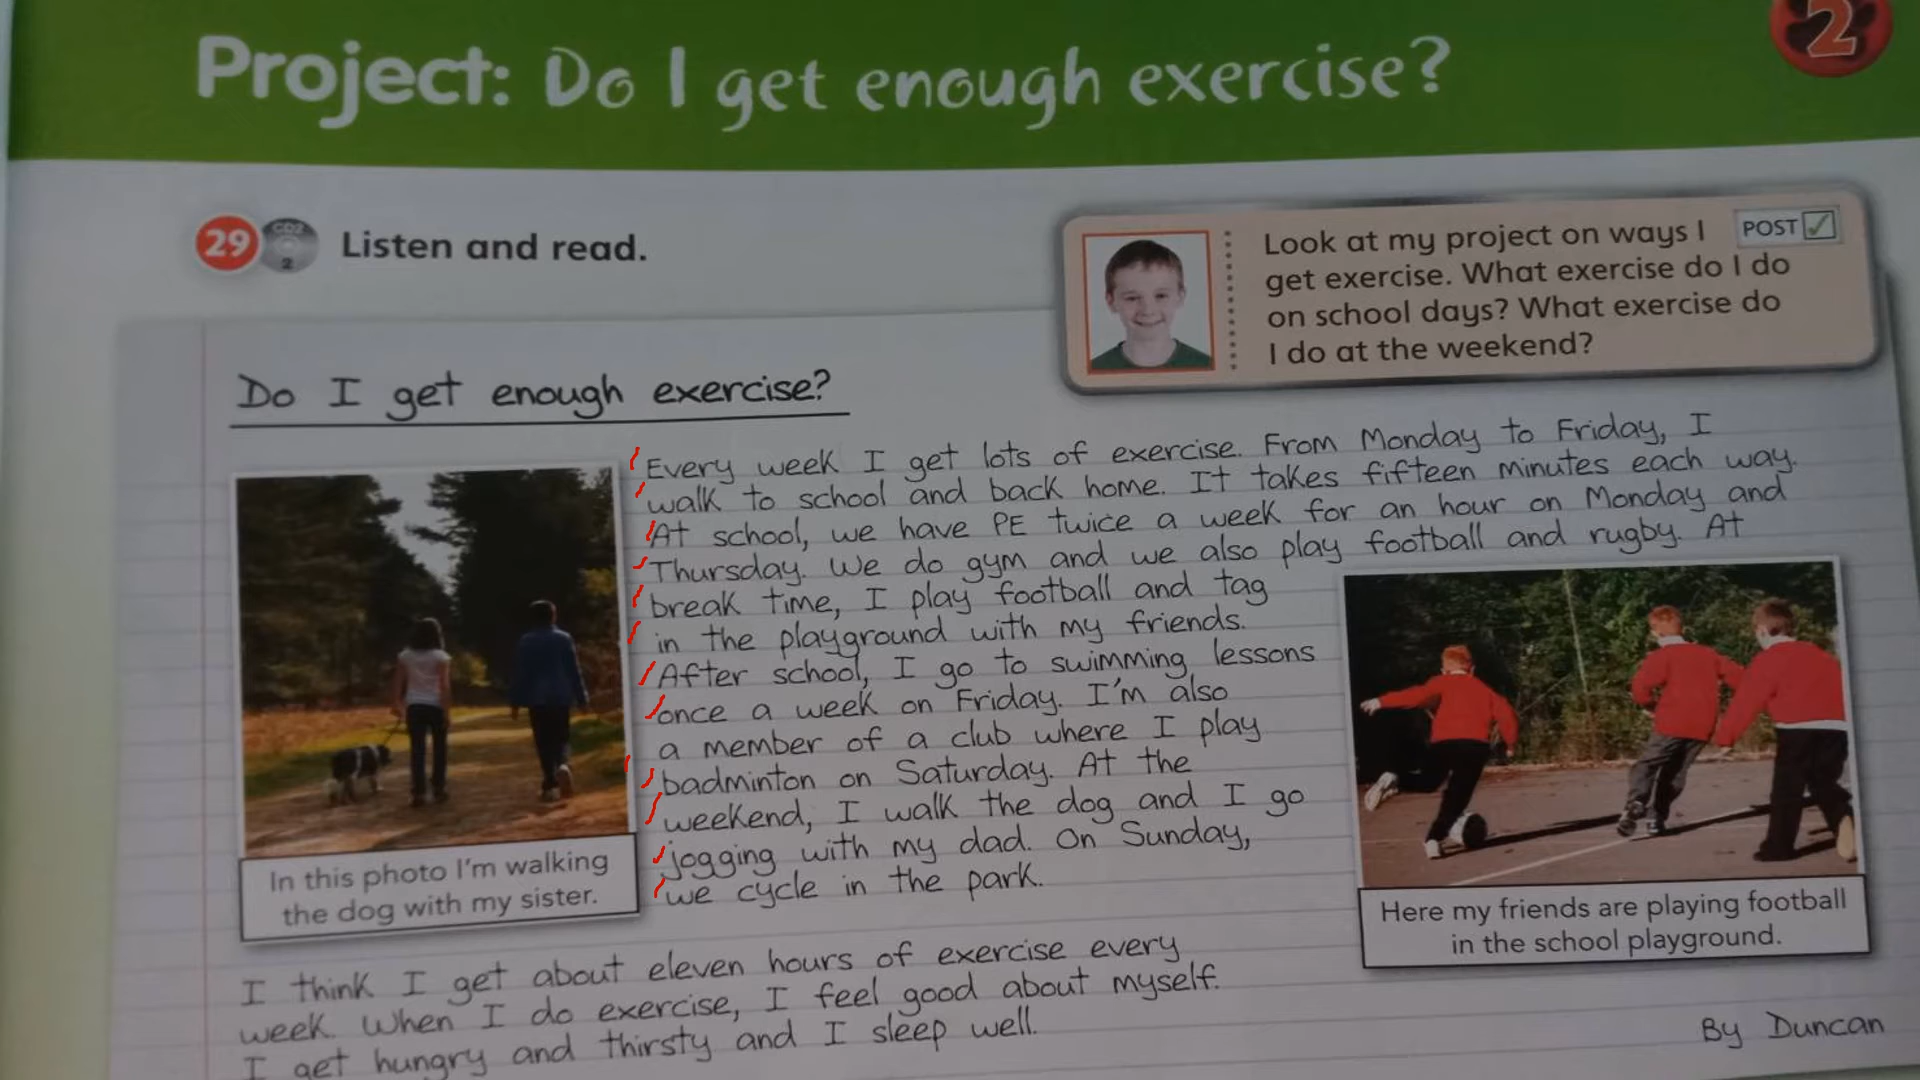 Project: Do I get enough exercise?
2
29
CD2
2
Listen and read.
Look at my project on ways I
get exercise. What exercise do I do
on school days? What exercise do
I do at the weekend?
POST
Do I get enough exercise?
Every week I get lots of exercise. From Monday to Friday, I
walk to school and back home. It takes fifteen minutes each way.
At school, we have PE twice a week for an hour on Monday and
Thursday. We do gym and we also play football and rugby. At
break time, I play football and tag
in the playground with my friends.
After school, I go to swimming lessons
once a week on Friday. I'm also
a member of a club where I play
badminton on Saturday. At the
weekend, I walk the dog and I go
jogging with my dad. On Sunday,
we cycle in the park.
In this photo I'm walking
the dog with my sister.
Here my friends are playing football
in the school playground.
I think I get about eleven hours of exercise every
week. When I do exercise, I feel good about myself.
I get hungry and thirsty and I sleep well.
By Duncan